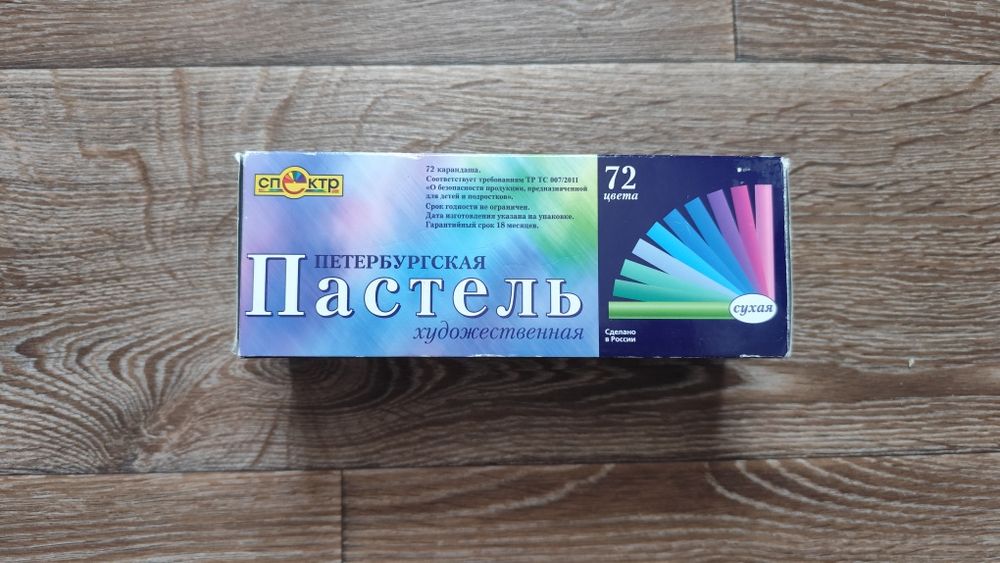 спектр
72 карандаша.
Соответствует требованиям ТР ТС 007/2011
«О безопасности продукции, предназначенной
для детей и подростков».
Срок годности не ограничен.
Дата изготовления указана на упаковке.
Гарантийный срок 18 месяцев.
ПЕТЕРБУРГСКАЯ
Пастель
художественная
72
цвета
сухая
Сделано
в России